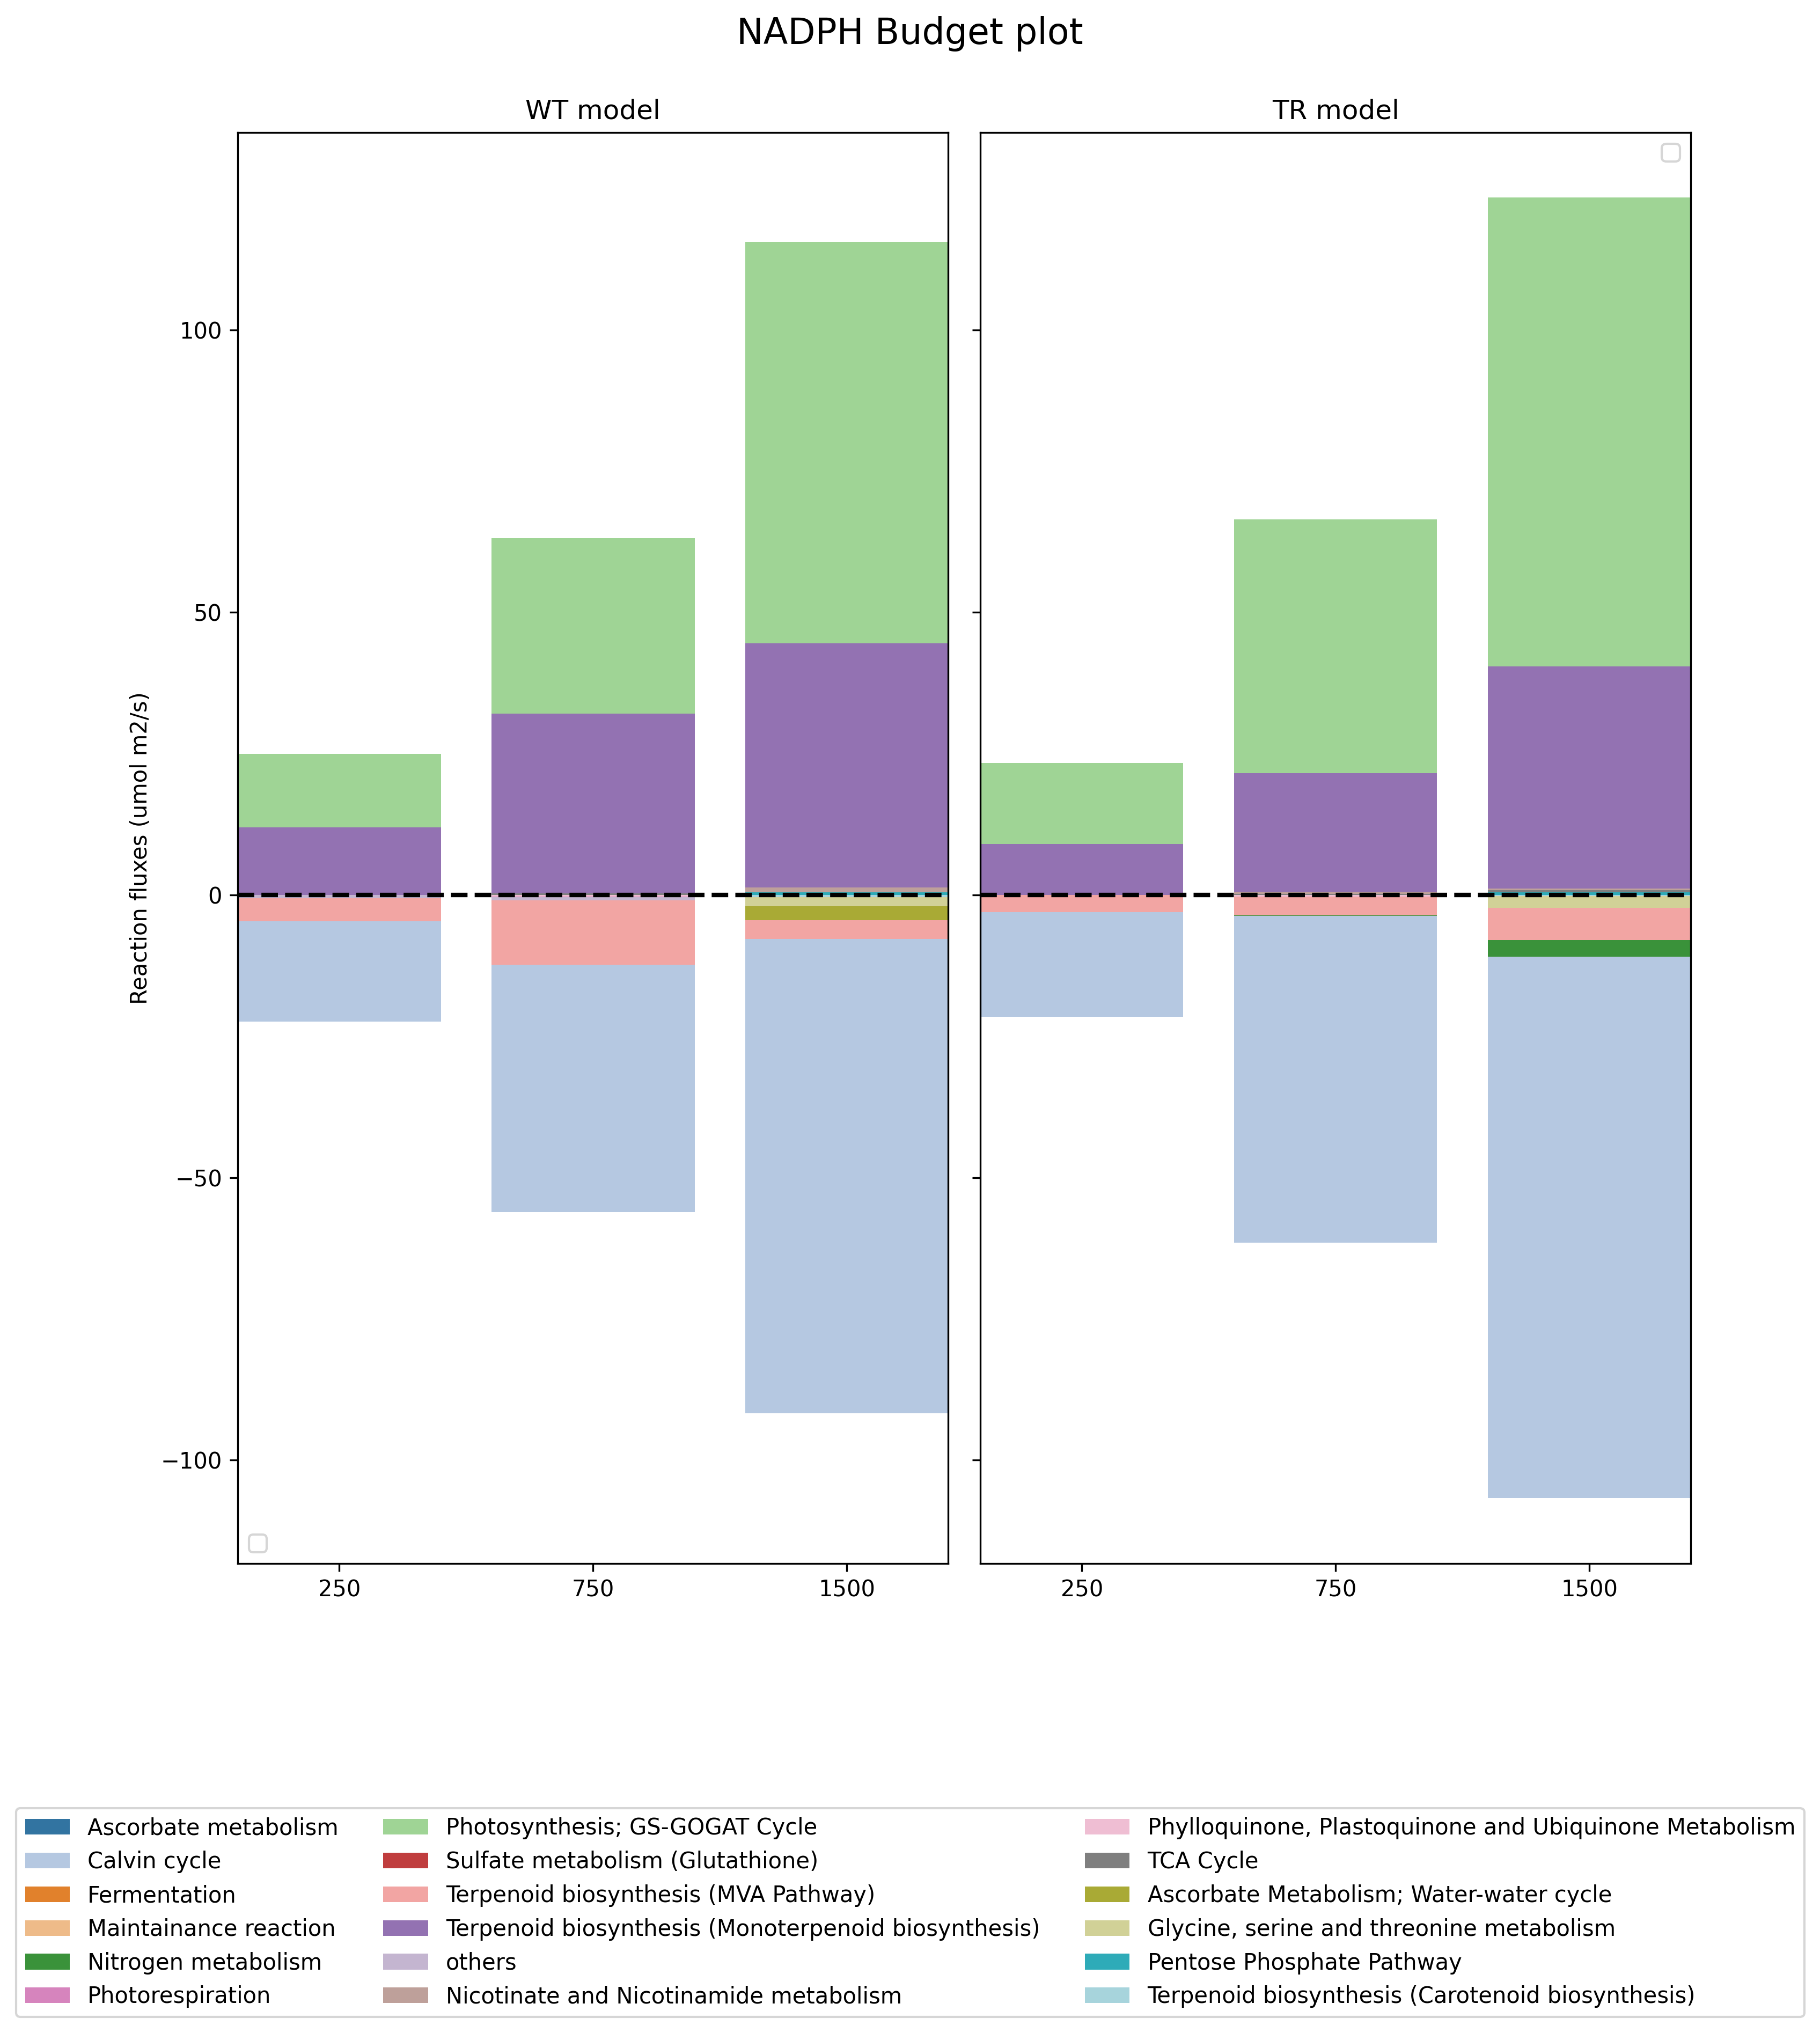 NADPH Budget plot
WT model
TR model
Reaction fluxes (umol m2/s)
100
50
0
−50
−100
250
750
1500
250
750
1500
Ascorbate metabolism
Calvin cycle
Fermentation
Maintainance reaction
Nitrogen metabolism
Photorespiration
Photosynthesis; GS-GOGAT Cycle
Sulfate metabolism (Glutathione)
Terpenoid biosynthesis (MVA Pathway)
Terpenoid biosynthesis (Monoterpenoid biosynthesis)
others
Nicotinate and Nicotinamide metabolism
Phylloquinone, Plastoquinone and Ubiquinone Metabolism
TCA Cycle
Ascorbate Metabolism; Water-water cycle
Glycine, serine and threonine metabolism
Pentose Phosphate Pathway
Terpenoid biosynthesis (Carotenoid biosynthesis)